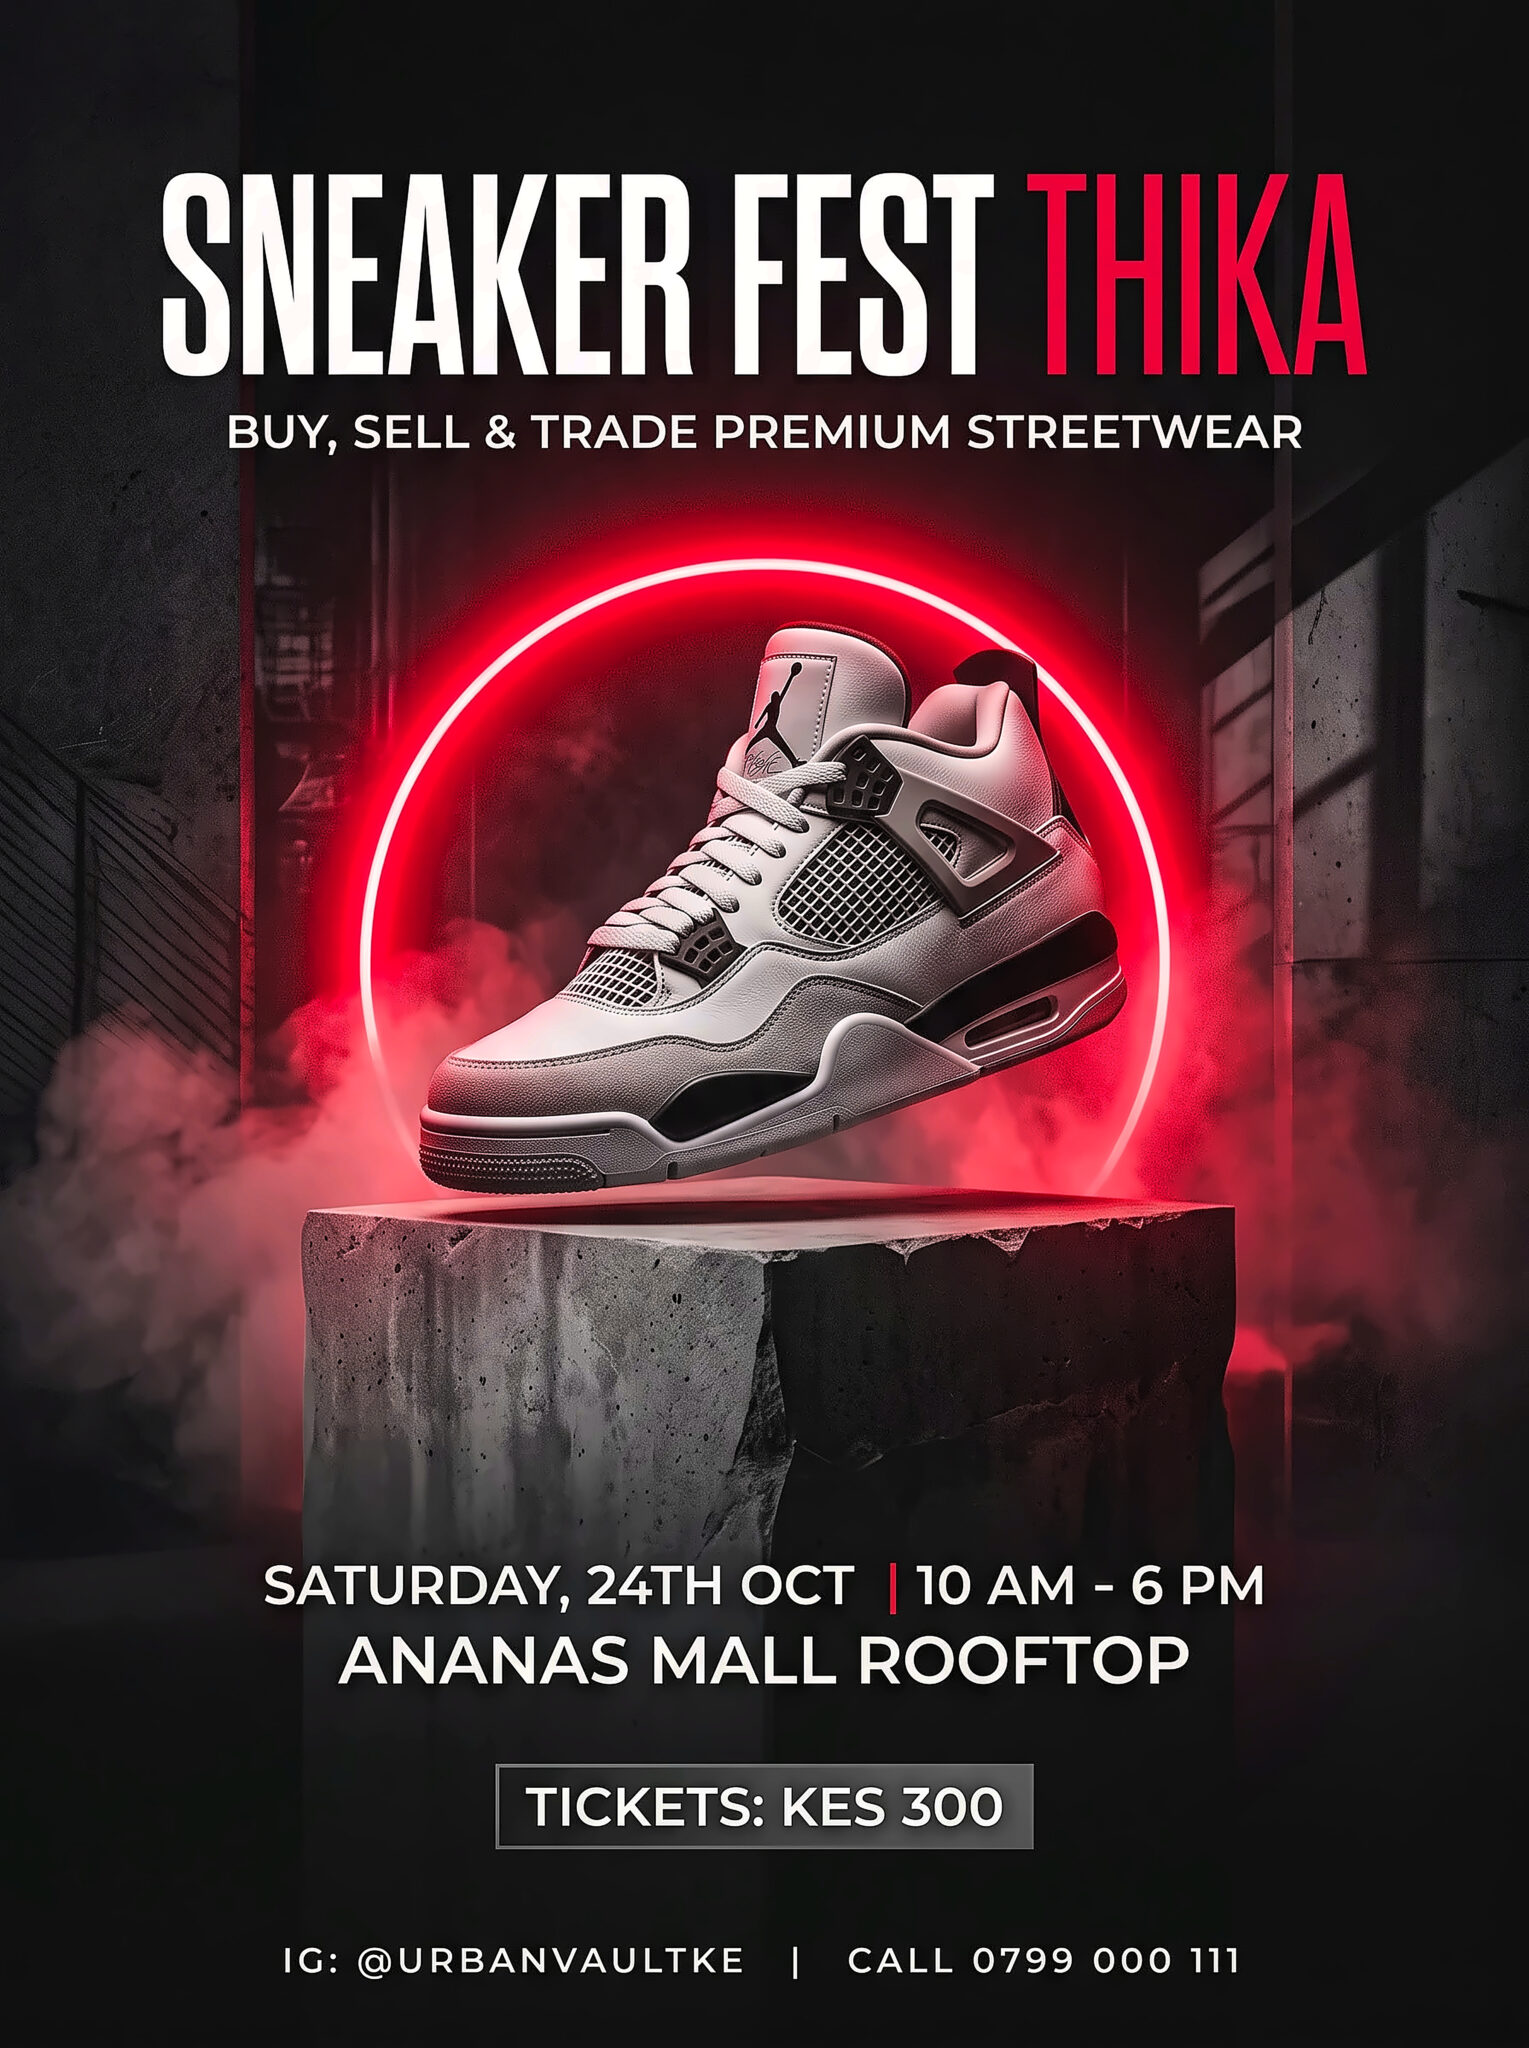 SNEAKER FEST THIKA
BUY, SELL & TRADE PREMIUM STREETWEAR
SATURDAY, 24TH OCT | 10 AM - 6 PM
ANANAS MALL ROOFTOP
TICKETS: KES 300
IG: @URBANVAULTKE | CALL 0799 000 111